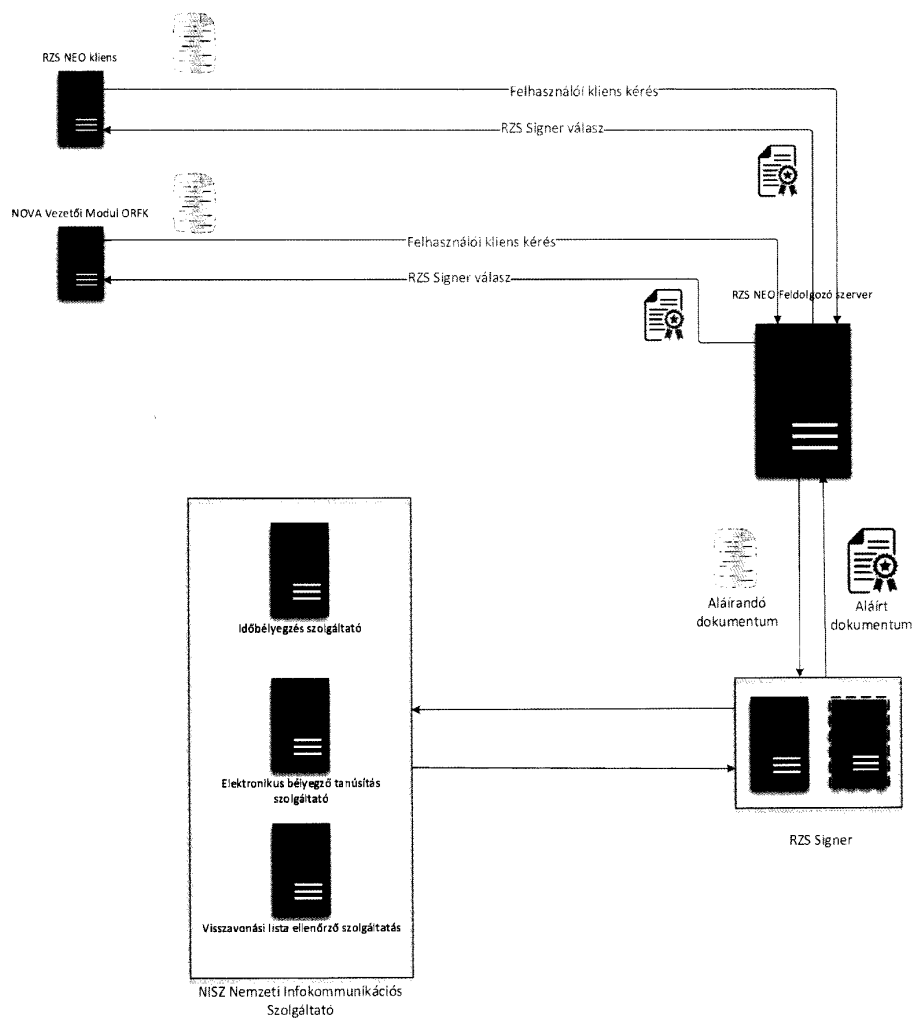 RZS NEO kliens
Felhasználói kliens kérés
RZS Signer válasz
NOVA Vezetői Modul ORFK
Felhasználói kliens kérés
RZS Signer válasz
RZS NEO Feldolgozó szerver
Időbélyegzés szolgáltató
Aláírandó
dokumentum
Aláírt
dokumentum
Elektronikus bélyegző tanúsítás
szolgáltató
RZS Signer
Visszavonási lista ellenőrző szolgáltatás
NISZ Nemzeti Infokommunikációs
Szolgáltató